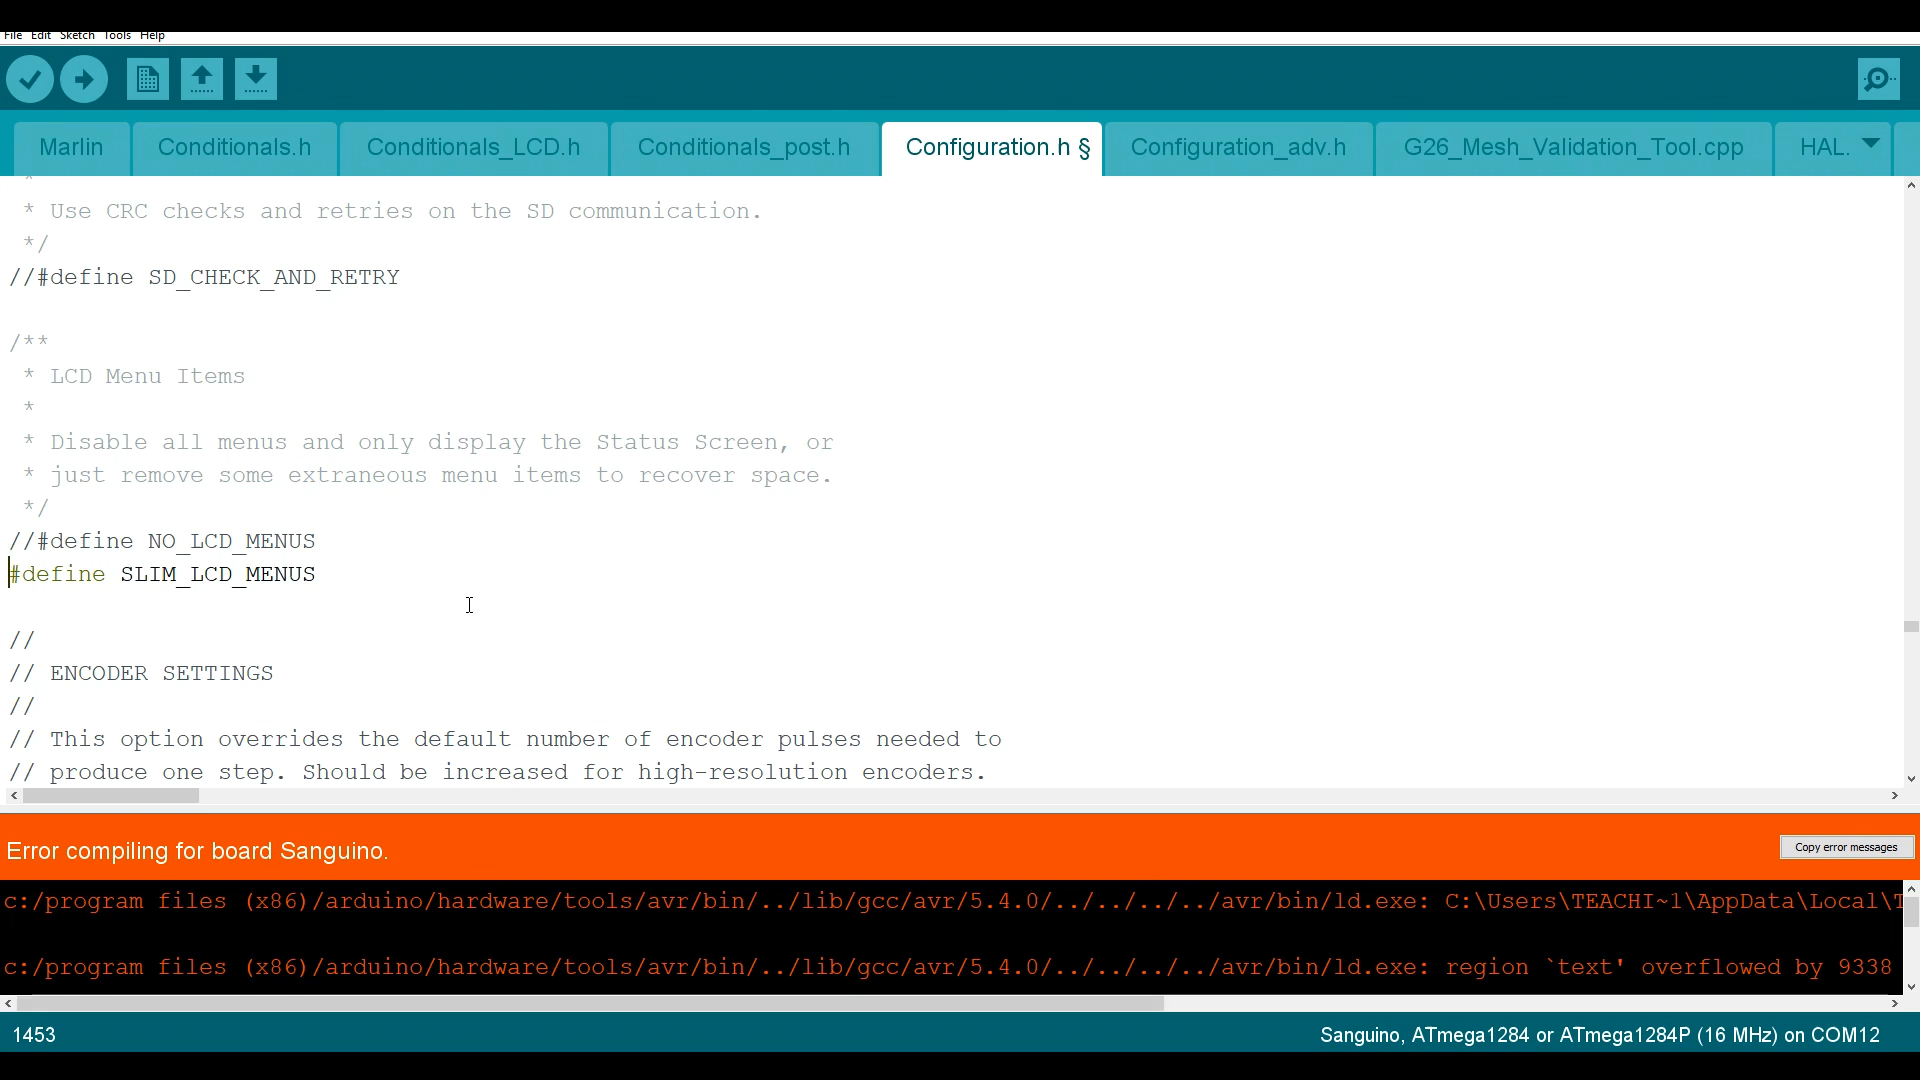 File Edit Sketch Tools Help
Marlin Conditionals.h Conditionals_LCD.h Conditionals_post.h Configuration.h § Configuration_adv.h G26_Mesh_Validation_Tool.cpp HAL.
*
* Use CRC checks and retries on the SD communication.
*/
//#define SD_CHECK_AND_RETRY
/**
* LCD Menu Items
*
* Disable all menus and only display the Status Screen, or
* just remove some extraneous menu items to recover space.
*/
//#define NO_LCD_MENUS
#define SLIM_LCD_MENUS
//
// ENCODER SETTINGS
//
// This option overrides the default number of encoder pulses needed to
// produce one step. Should be increased for high-resolution encoders.
Error compiling for board Sanguino.
Copy error messages
c:/program files (x86)/arduino/hardware/tools/avr/bin/../lib/gcc/avr/5.4.0/../../../../avr/bin/ld.exe: C:\Users\TEACHI~1\AppData\Local\T
c:/program files (x86)/arduino/hardware/tools/avr/bin/../lib/gcc/avr/5.4.0/../../../../avr/bin/ld.exe: region `text' overflowed by 9338
1453
Sanguino, ATmega1284 or ATmega1284P (16 MHz) on COM12